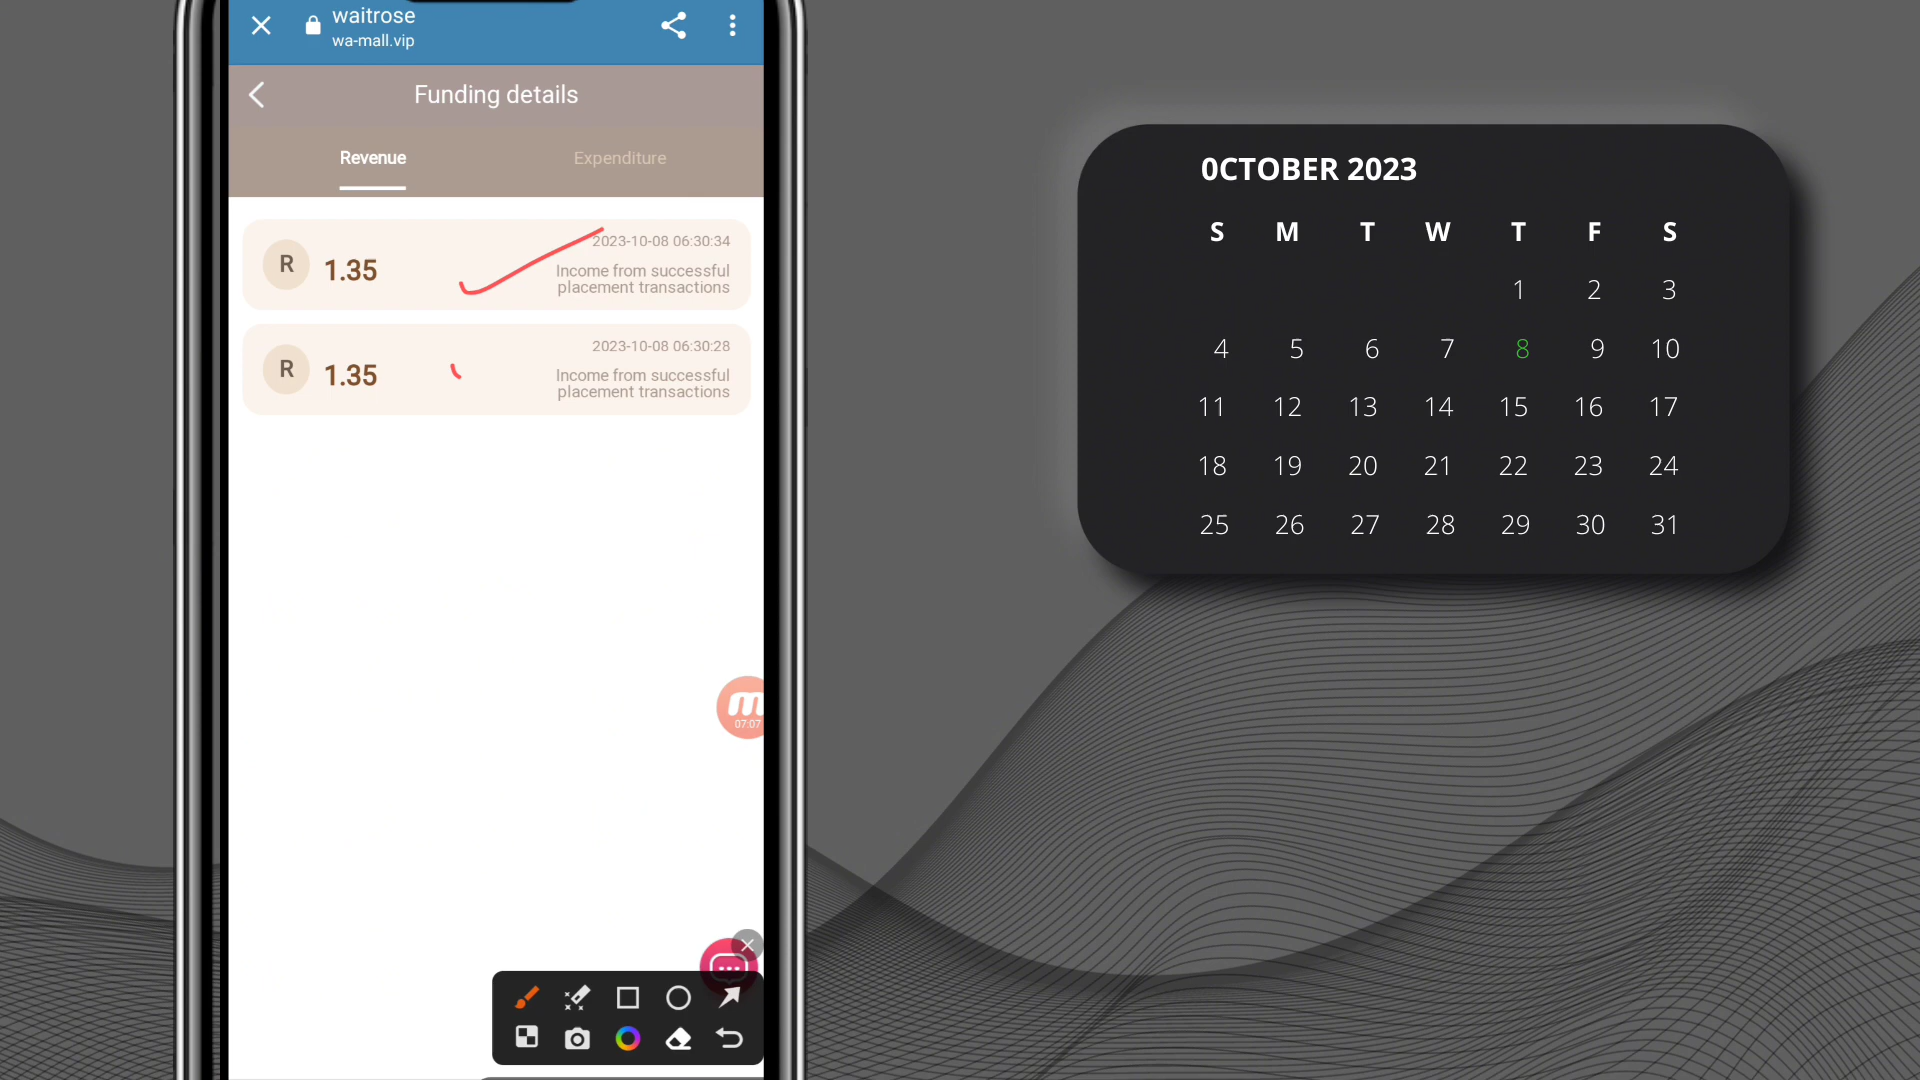 waitrose
wa-mall.vip
Funding details
Revenue
Expenditure
2023-10-08 06:30:34
R
1.35
Income from successful
placement transactions
2023-10-08 06:30:28
R
1.35
Income from successful
placement transactions
m
07:07
0CTOBER 2023
S M T W T F S
1 2 3
4 5 6 7 8 9 10
11 12 13 14 15 16 17
18 19 20 21 22 23 24
25 26 27 28 29 30 31